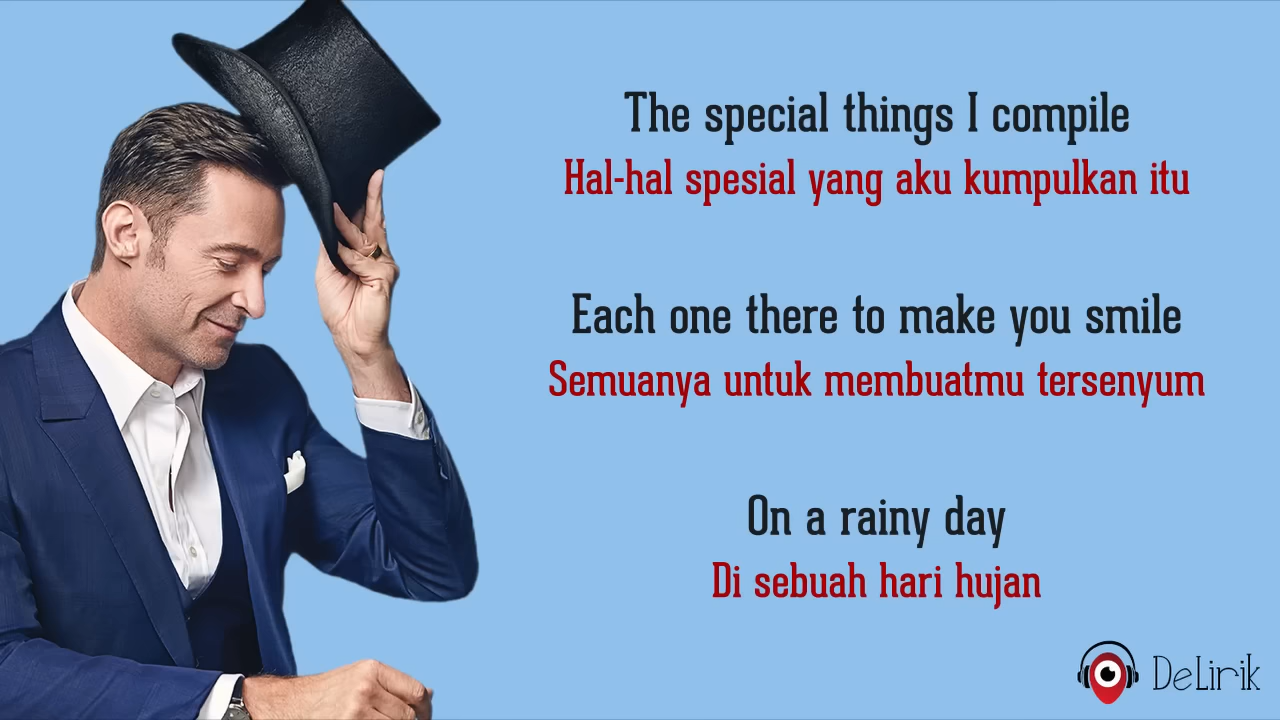 The special things I compile
Hal-hal spesial yang aku kumpulkan itu
Each one there to make you smile
Semuanya untuk membuatmu tersenyum
On a rainy day
Di sebuah hari hujan
DeLirik